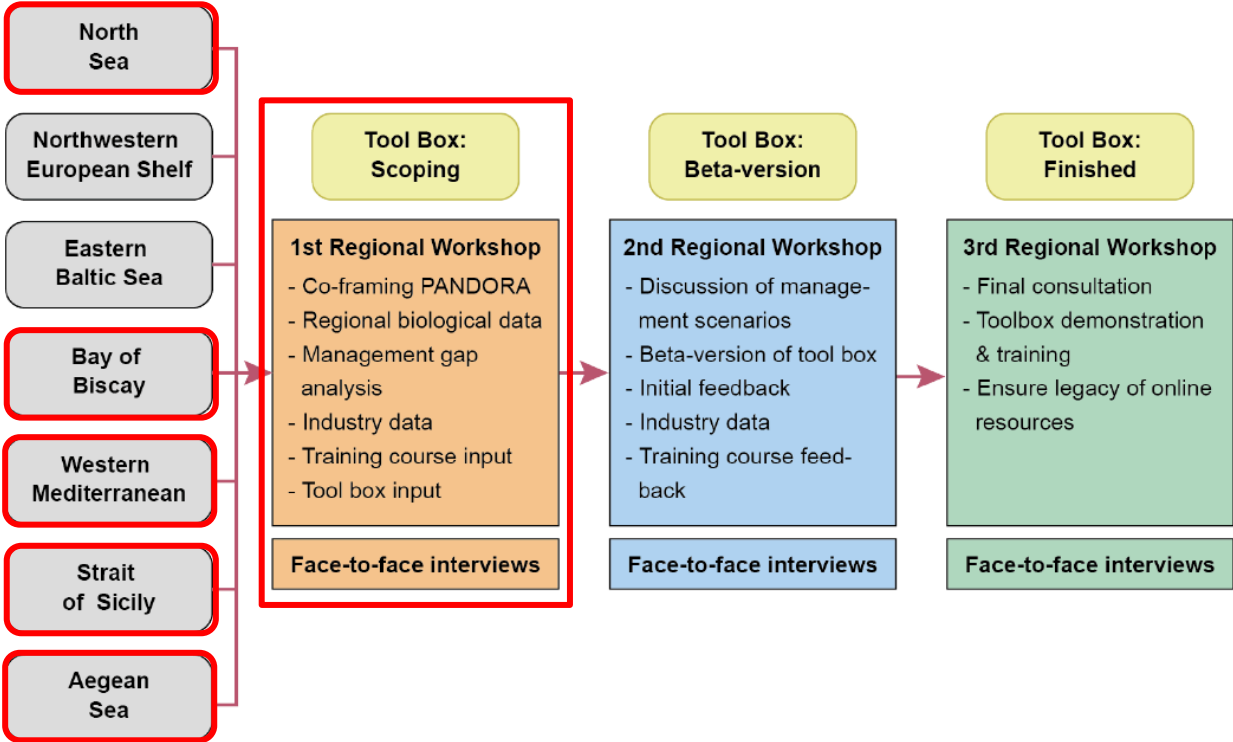 North
Sea
Northwestern
European Shelf
Eastern
Baltic Sea
Bay of
Biscay
Western
Mediterranean
Strait
of Sicily
Aegean
Sea
Tool Box:
Scoping
1st Regional Workshop
- Co-framing PANDORA
- Regional biological data
- Management gap
analysis
- Industry data
- Training course input
- Tool box input
Face-to-face interviews
Tool Box:
Beta-version
2nd Regional Workshop
- Discussion of manage-
ment scenarios
- Beta-version of tool box
- Initial feedback
- Industry data
- Training course feed-
back
Face-to-face interviews
Tool Box:
Finished
3rd Regional Workshop
- Final consultation
- Toolbox demonstration
& training
- Ensure legacy of online
resources
Face-to-face interviews